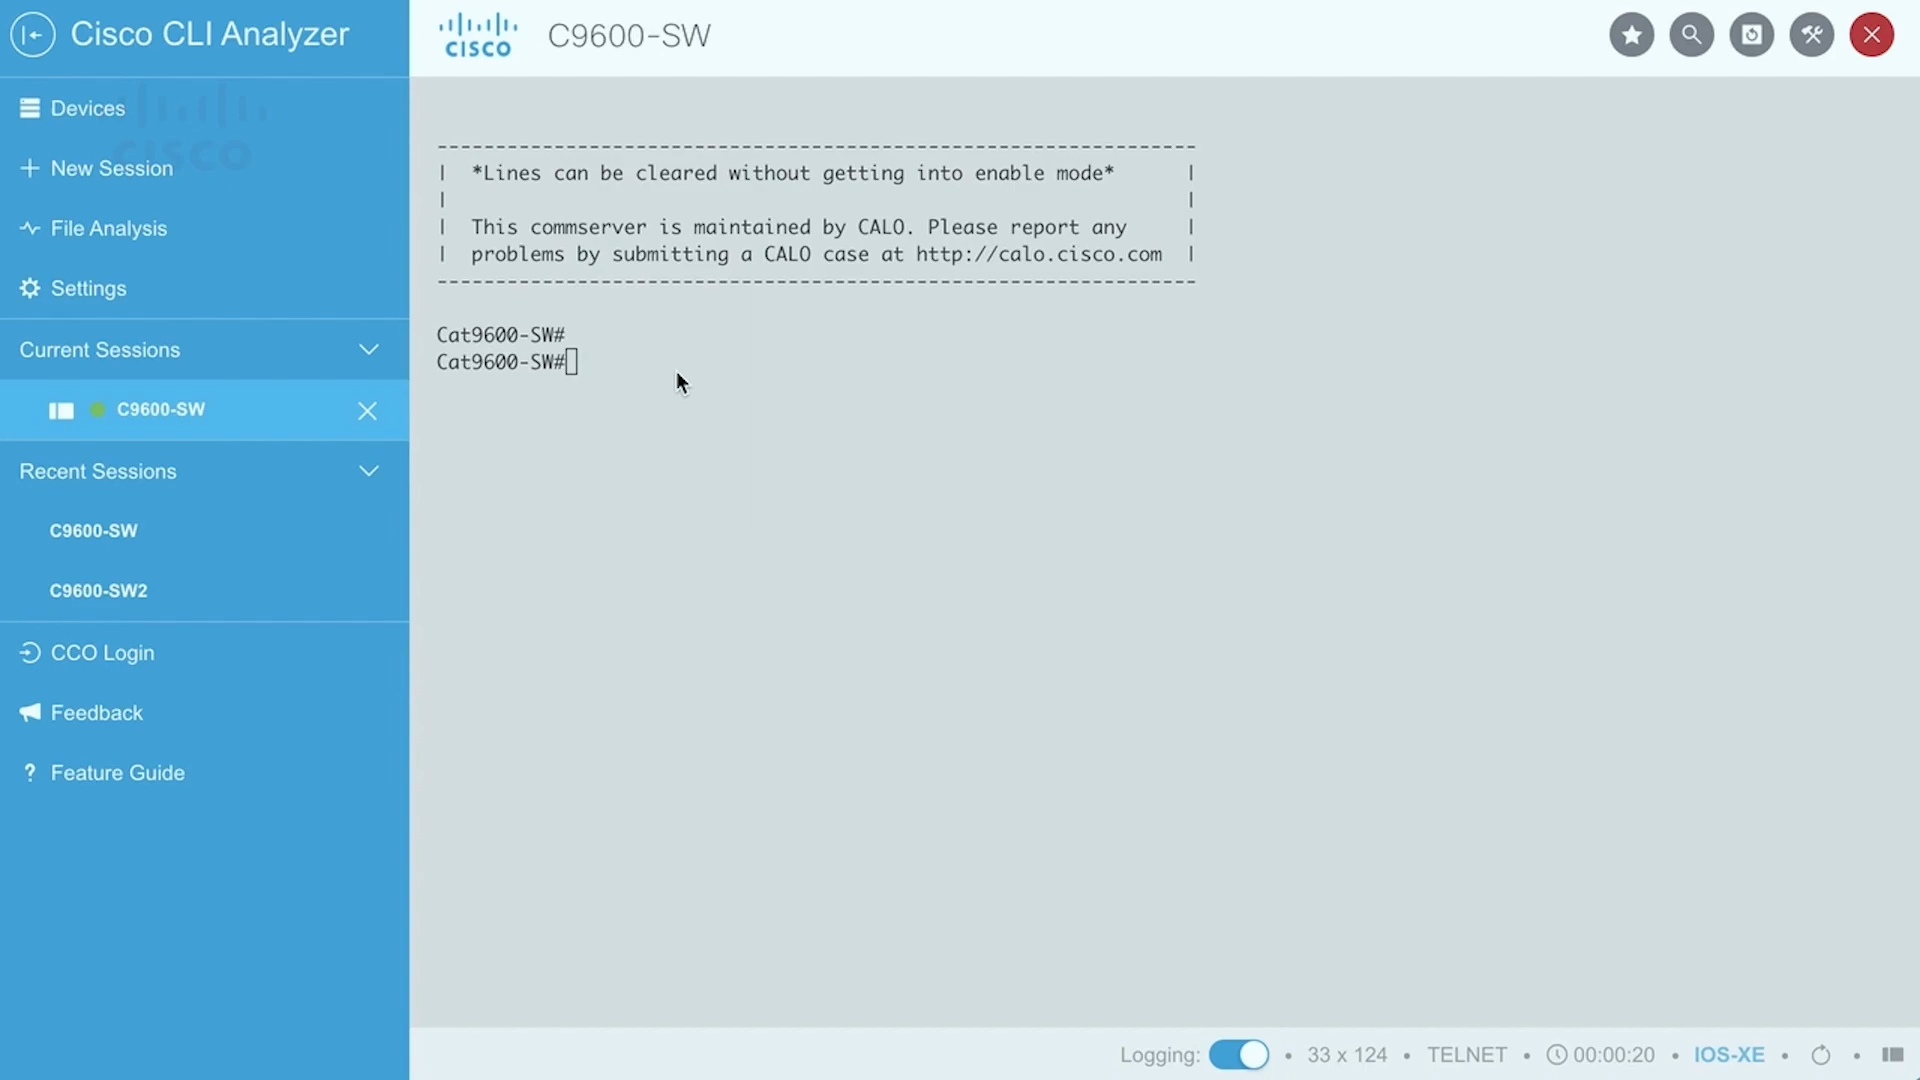 Cisco CLI Analyzer
CISCO
C9600-SW
Devices
CISCO
New Session
File Analysis
Settings
Current Sessions
C9600-SW
Recent Sessions
C9600-SW
C9600-SW2
CCO Login
Feedback
? Feature Guide
-----------------------------------------------------------------
| *Lines can be cleared without getting into enable mode* |
| |
| This commserver is maintained by CALO. Please report any |
| problems by submitting a CALO case at http://calo.cisco.com |
-----------------------------------------------------------------
Cat9600-SW#
Cat9600-SW#
Logging: • 33 x 124 • TELNET • 00:00:20 • IOS-XE • •